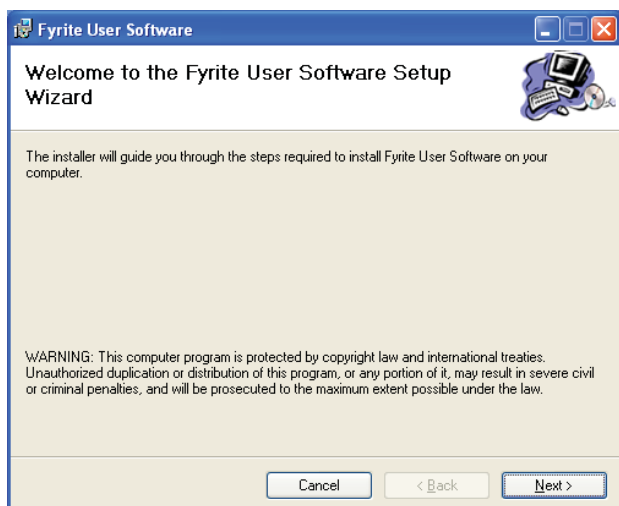 Fyrite User Software
Welcome to the Fyrite User Software Setup
Wizard
The installer will guide you through the steps required to install Fyrite User Software on your
computer.
WARNING: This computer program is protected by copyright law and international treaties.
Unauthorized duplication or distribution of this program, or any portion of it, may result in severe civil
or criminal penalties, and will be prosecuted to the maximum extent possible under the law.
Cancel
< Back
Next >